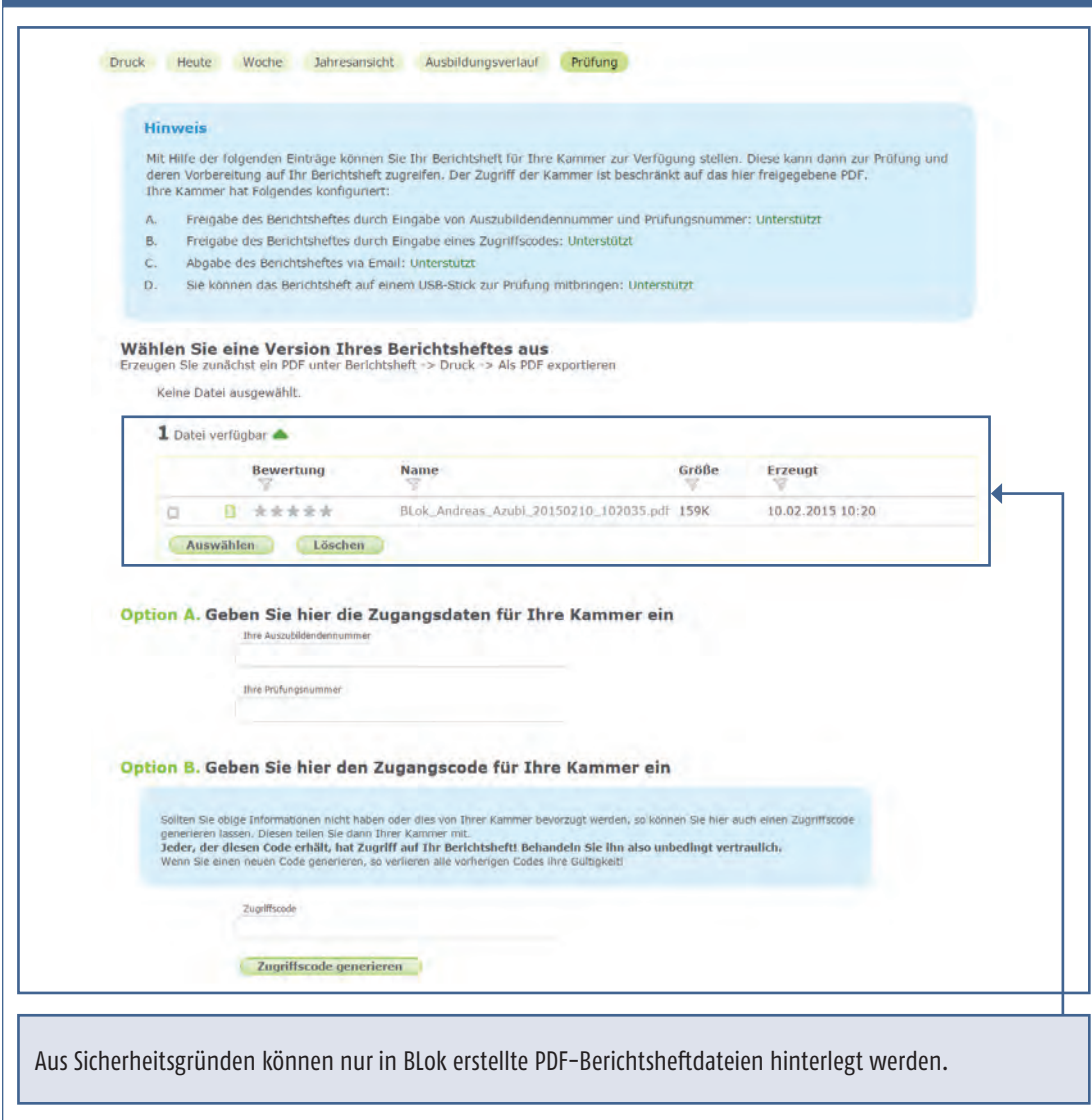 Druck Heute Woche Jahresansicht Ausbildungsverlauf Prüfung
Hinweis
Mit Hilfe der folgenden Einträge können Sie Ihr Berichtsheft für Ihre Kammer zur Verfügung stellen. Diese kann dann zur Prüfung und
deren Vorbereitung auf Ihr Berichtsheft zugreifen. Der Zugriff der Kammer ist beschränkt auf das hier freigegebene PDF.
Ihre Kammer hat Folgendes konfiguriert:
A. Freigabe des Berichtsheftes durch Eingabe von Auszubildendennummer und Prüfungsnummer: Unterstützt
B. Freigabe des Berichtsheftes durch Eingabe eines Zugriffscodes: Unterstützt
C. Abgabe des Berichtsheftes via Email: Unterstützt
D. Sie können das Berichtsheft auf einem USB-Stick zur Prüfung mitbringen: Unterstützt
Wählen Sie eine Version Ihres Berichtsheftes aus
Erzeugen Sie zunächst ein PDF unter Berichtsheft -> Druck -> Als PDF exportieren
Keine Datei ausgewählt.
1 Datei verfügbar
Bewertung Name Größe Erzeugt
BLok_Andreas_Azubi_20150210_102035.pdf 159K 10.02.2015 10:20
Auswählen Löschen
Option A. Geben Sie hier die Zugangsdaten für Ihre Kammer ein
Ihre Auszubildendennummer
Ihre Prüfungsnummer
Option B. Geben Sie hier den Zugangscode für Ihre Kammer ein
Sollten Sie obige Informationen nicht haben oder dies von Ihrer Kammer bevorzugt werden, so können Sie hier auch einen Zugriffscode
generieren lassen. Diesen teilen Sie dann Ihrer Kammer mit.
Jeder, der diesen Code erhält, hat Zugriff auf Ihr Berichtsheft! Behandeln Sie ihn also unbedingt vertraulich.
Wenn Sie einen neuen Code generieren, so verlieren alle vorherigen Codes ihre Gültigkeit!
Zugriffscode
Zugriffscode generieren
Aus Sicherheitsgründen können nur in BLok erstellte PDF-Berichtsheftdateien hinterlegt werden.